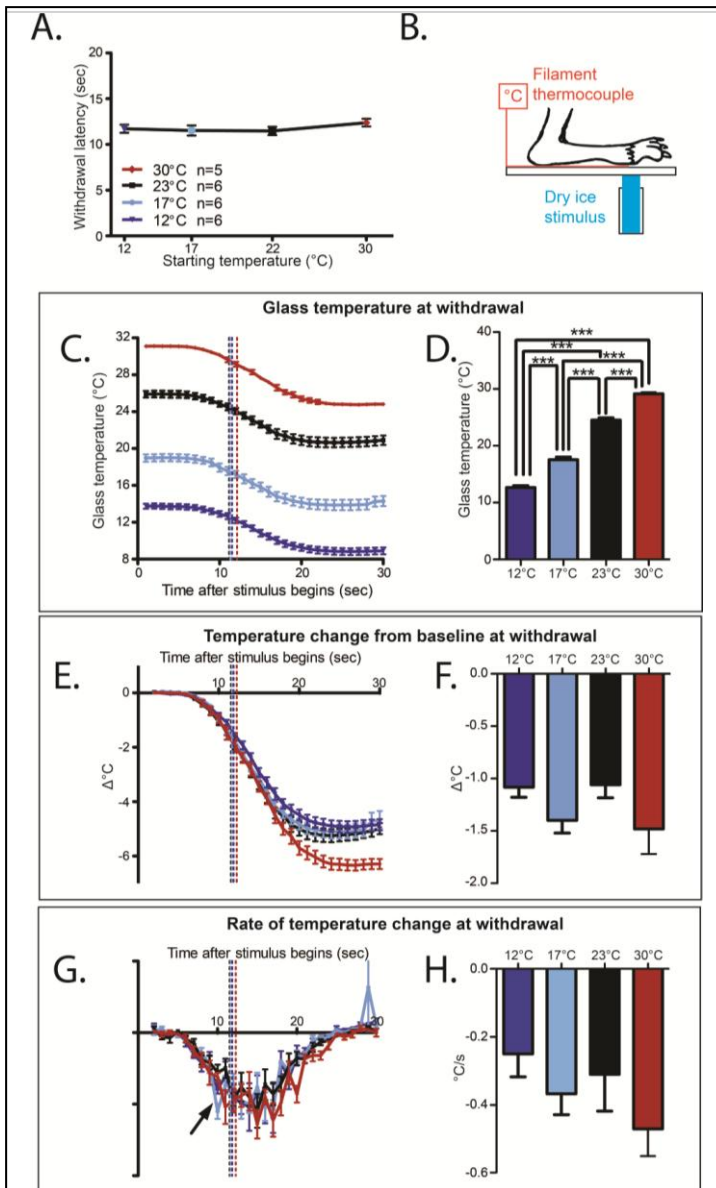 A.
20
15
10
5
0
Withdrawal latency (sec)
30°C n=5
23°C n=6
17°C n=6
12°C n=6
12 17 22 30
Starting temperature (°C)
B.
°C
Filament
thermocouple
Dry ice
stimulus
Glass temperature at withdrawal
C.
32
28
24
20
16
12
8
Glass temperature (°C)
0 10 20 30
Time after stimulus begins (sec)
D.
40
30
20
10
0
Glass temperature (°C)
***
***
*** ***
*** ***
12°C 17°C 23°C 30°C
Temperature change from baseline at withdrawal
E.
Time after stimulus begins (sec)
10 20 30
0
-2
-4
-6
Δ°C
F.
12°C 17°C 23°C 30°C
0.0
-0.5
-1.0
-1.5
-2.0
Δ°C
Rate of temperature change at withdrawal
G.
Time after stimulus begins (sec)
10 20 30
H.
12°C 17°C 23°C 30°C
0.0
-0.2
-0.4
-0.6
°C/s